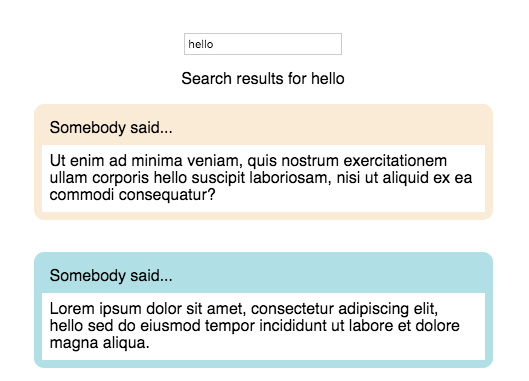 hello
Search results for hello
Somebody said...
Ut enim ad minima veniam, quis nostrum exercitationem
ullam corporis hello suscipit laboriosam, nisi ut aliquid ex ea
commodi consequatur?
Somebody said...
Lorem ipsum dolor sit amet, consectetur adipiscing elit,
hello sed do eiusmod tempor incididunt ut labore et dolore
magna aliqua.